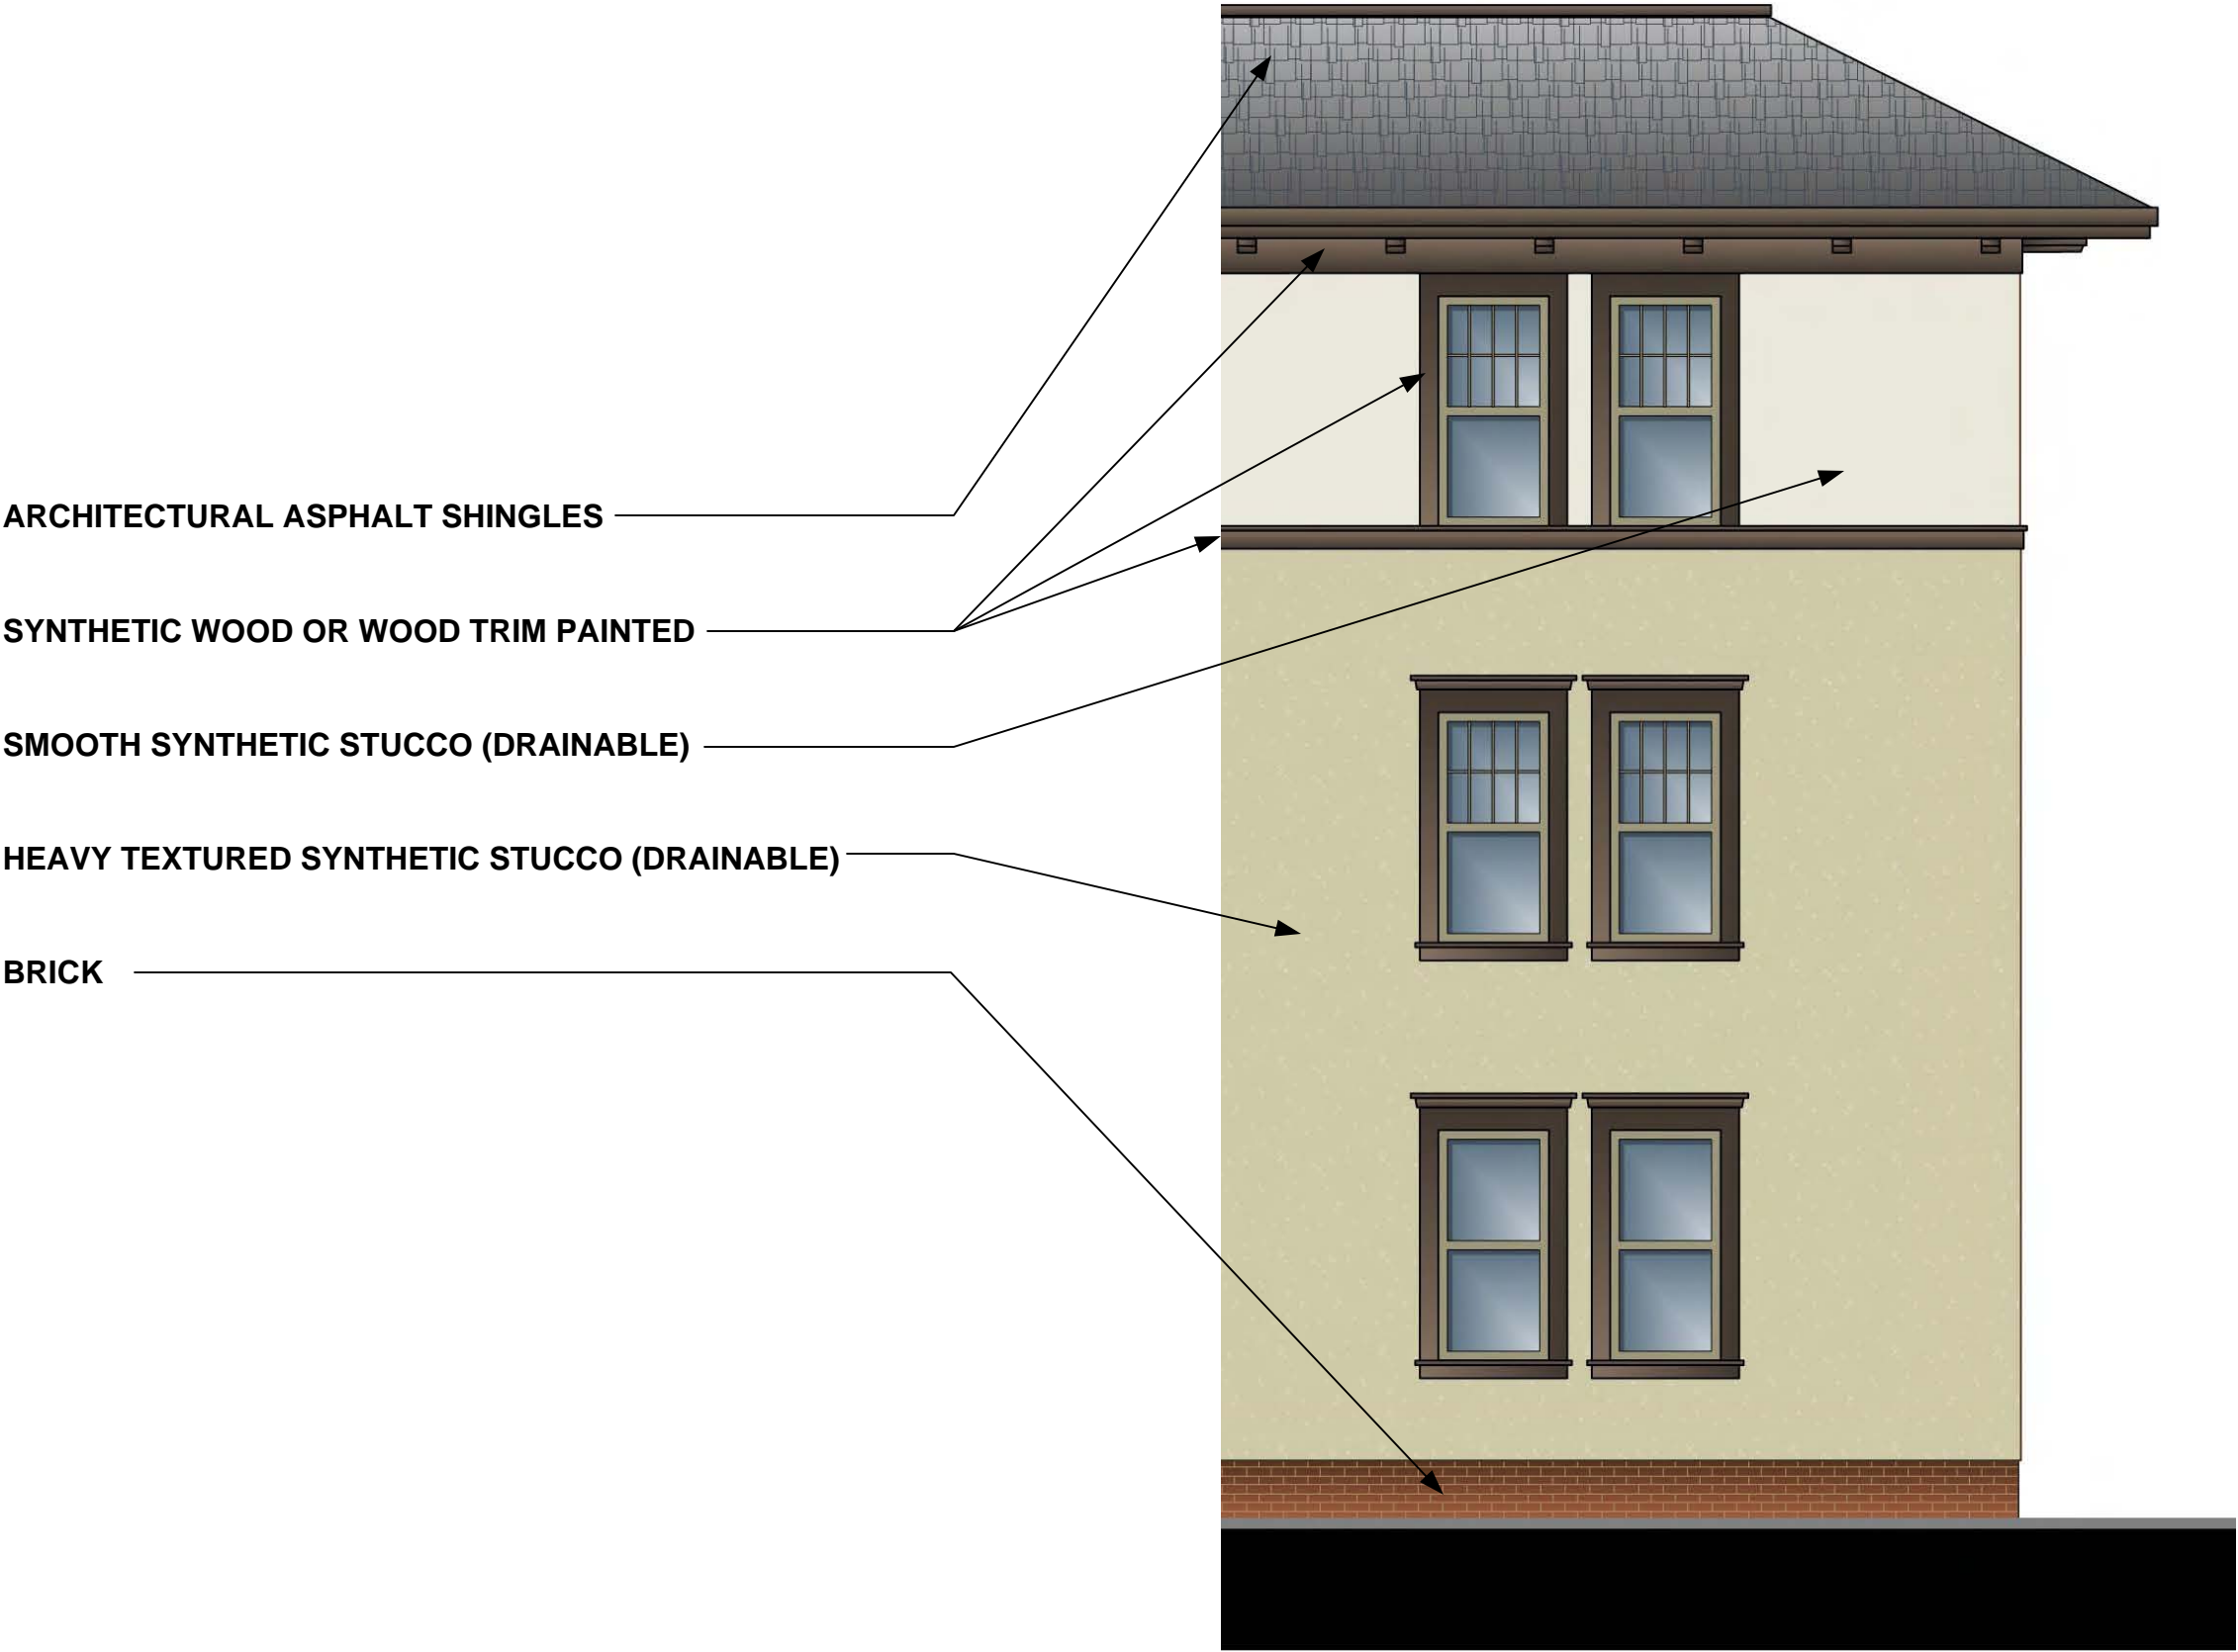 ARCHITECTURAL ASPHALT SHINGLES
SYNTHETIC WOOD OR WOOD TRIM PAINTED
SMOOTH SYNTHETIC STUCCO (DRAINABLE)
HEAVY TEXTURED SYNTHETIC STUCCO (DRAINABLE)
BRICK